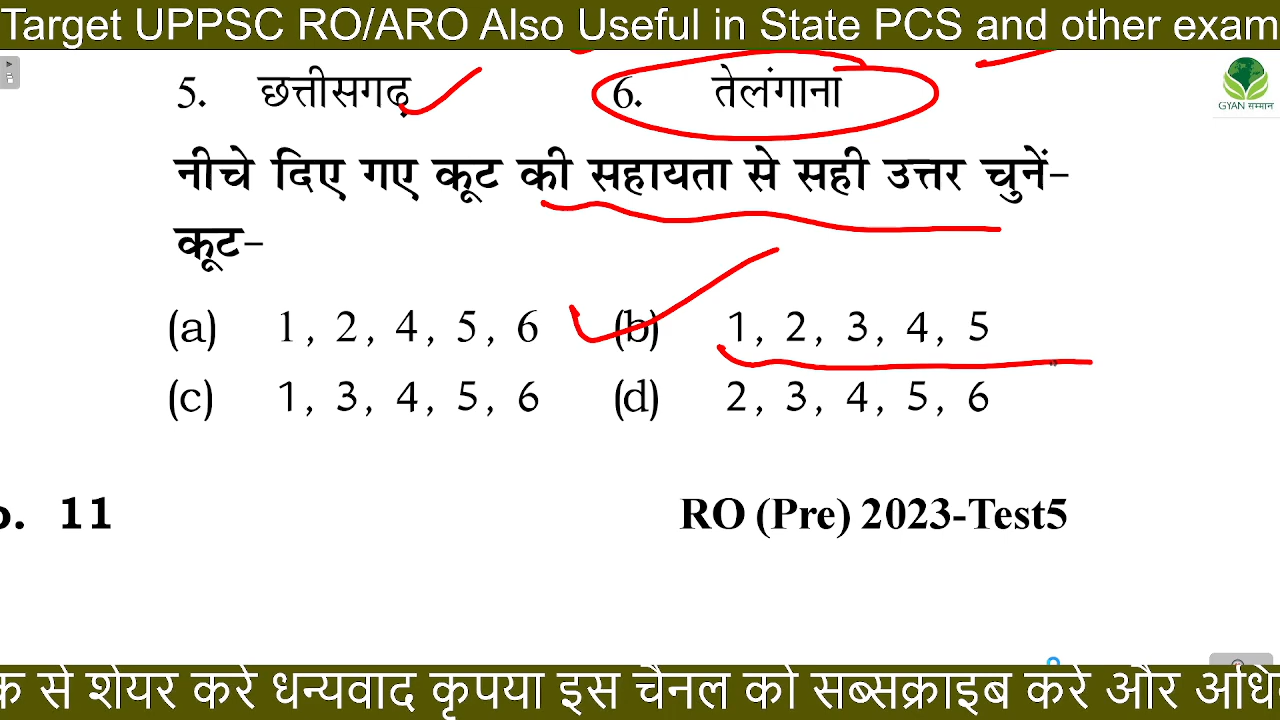 Target UPPSC RO/ARO Also Useful in State PCS and other exam
5. छत्तीसगढ़ 6. तेलंगाना
GYAN सम्मान
नीचे दिए गए कूट की सहायता से सही उत्तर चुनें-
कूट-
(a) 1, 2, 4, 5, 6 (b) 1, 2, 3, 4, 5
(c) 1, 3, 4, 5, 6 (d) 2, 3, 4, 5, 6
11 RO (Pre) 2023-Test5
से शेयर करे धन्यवाद कृपया इस चैनल को सब्सक्राइब करे और